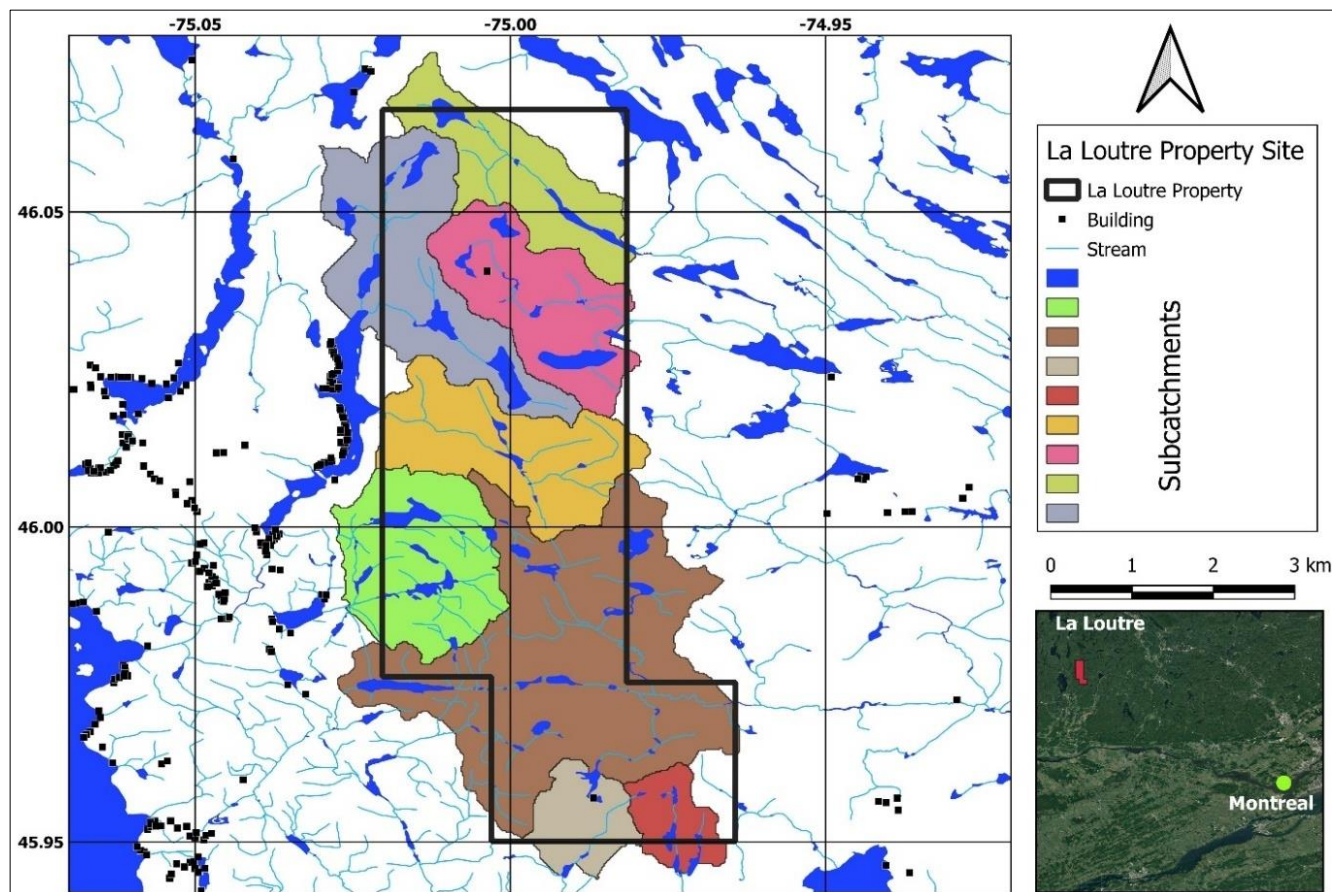 -75.05 -75.00 -74.95
46.05
46.00
45.95
La Loutre Property Site
La Loutre Property
Building
Stream
Subcatchments
0 1 2 3 km
La Loutre
Montreal